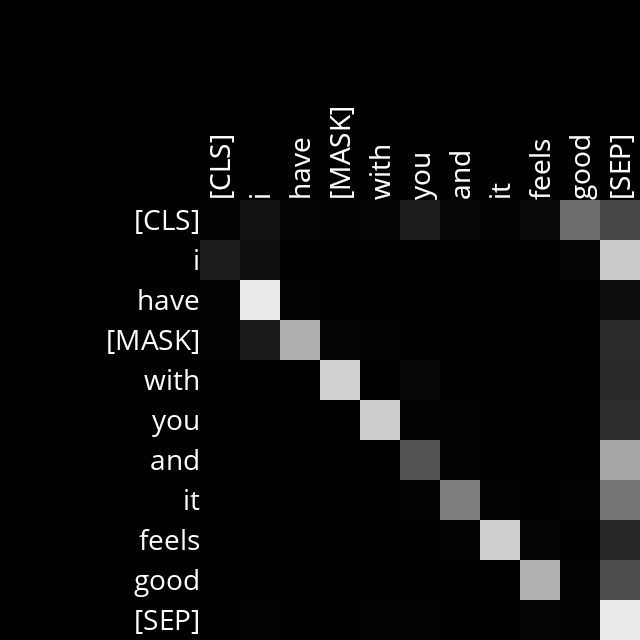 [CLS] i have [MASK] with you and it feels good [SEP]
[CLS]
i
have
[MASK]
with
you
and
it
feels
good
[SEP]